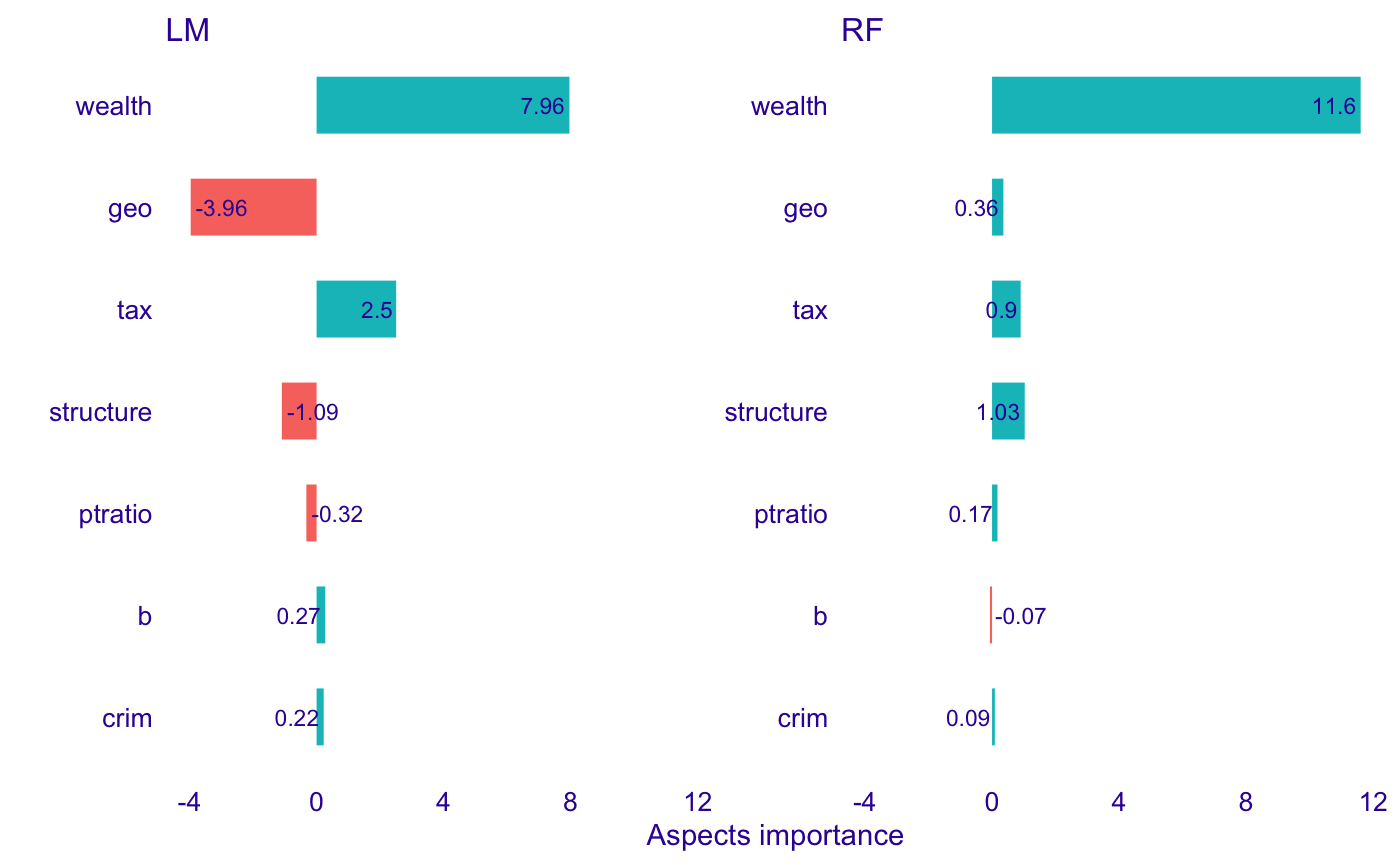 LM
wealth 7.96
geo -3.96
tax 2.5
structure -1.09
ptratio -0.32
b 0.27
crim 0.22
-4 0 4 8 12
RF
wealth 11.6
geo 0.36
tax 0.9
structure 1.03
ptratio 0.17
b -0.07
crim 0.09
-4 0 4 8 12
Aspects importance